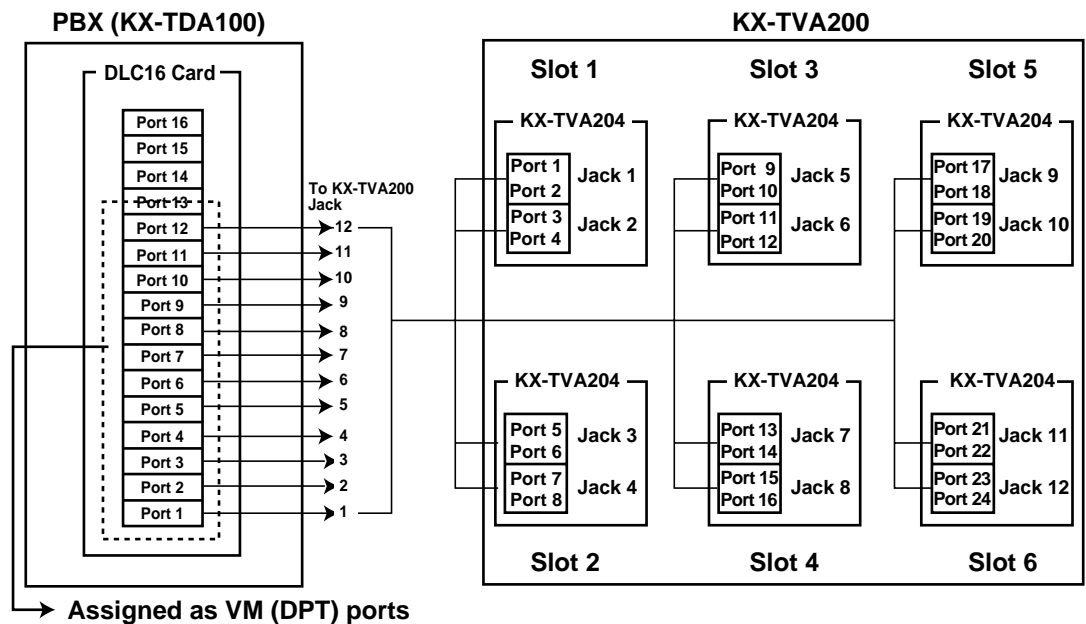 PBX (KX-TDA100)
DLC16 Card
Port 16
Port 15
Port 14
Port 13
Port 12
Port 11
Port 10
Port 9
Port 8
Port 7
Port 6
Port 5
Port 4
Port 3
Port 2
Port 1
To KX-TVA200
Jack
12
11
10
9
8
7
6
5
4
3
2
1
Assigned as VM (DPT) ports
KX-TVA200
Slot 1
KX-TVA204
Port 1
Port 2
Jack 1
Port 3
Port 4
Jack 2
Slot 3
KX-TVA204
Port 9
Port 10
Jack 5
Port 11
Port 12
Jack 6
Slot 5
KX-TVA204
Port 17
Port 18
Jack 9
Port 19
Port 20
Jack 10
KX-TVA204
Port 5
Port 6
Jack 3
Port 7
Port 8
Jack 4
Slot 2
KX-TVA204
Port 13
Port 14
Jack 7
Port 15
Port 16
Jack 8
Slot 4
KX-TVA204
Port 21
Port 22
Jack 11
Port 23
Port 24
Jack 12
Slot 6